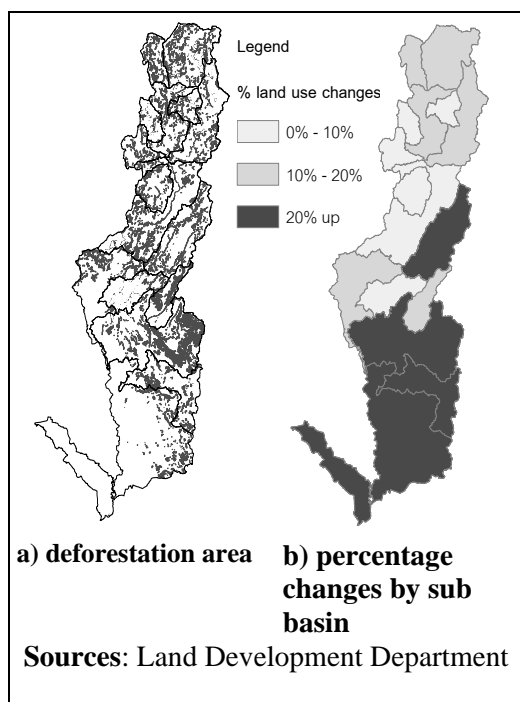 Legend
% land use changes
0% - 10%
10% - 20%
20% up
a) deforestation area
b) percentage
changes by sub
basin
Sources: Land Development Department